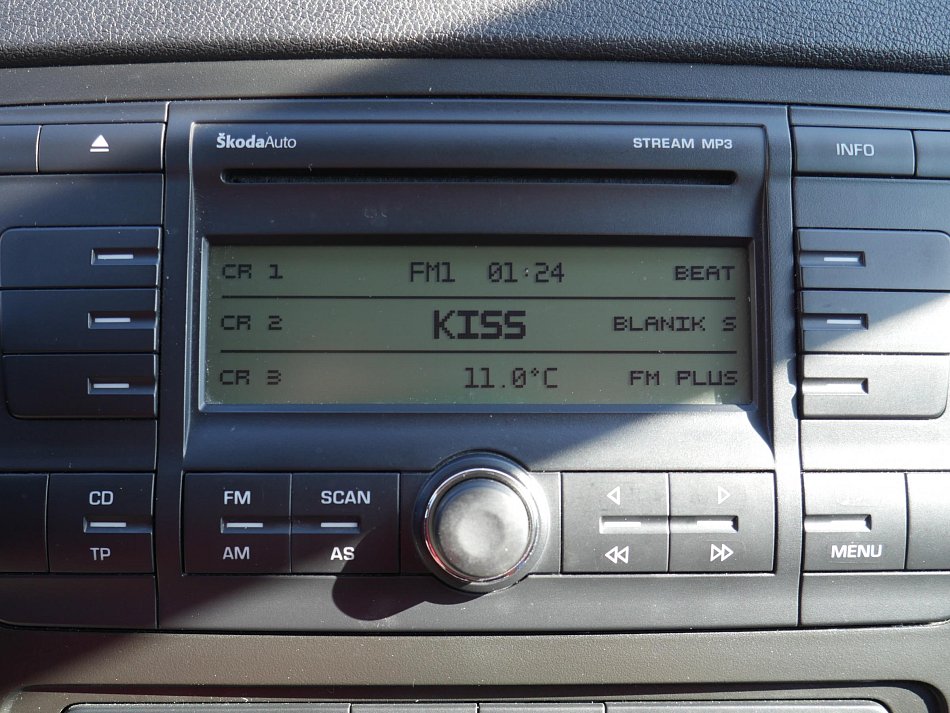 ŠkodaAuto STREAM MP3
INFO
CR 1 FM1 01:24 BEAT
CR 2 KISS BLANIK S
CR 3 11.0°C FM PLUS
CD FM SCAN
TP AM AS MENU